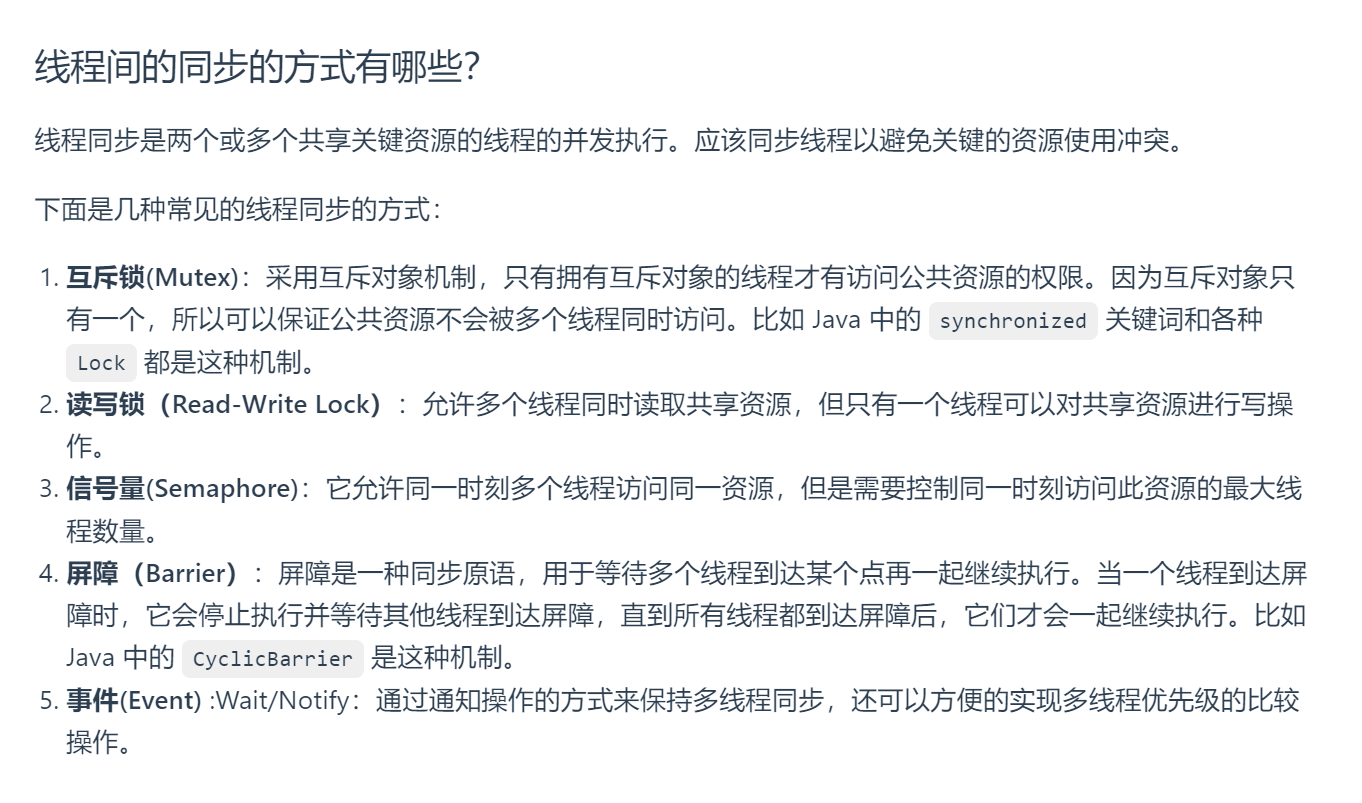 线程间的同步的方式有哪些？
线程同步是两个或多个共享关键资源的线程的并发执行。应该同步线程以避免关键的资源使用冲突。
下面是几种常见的线程同步的方式：
1. 互斥锁(Mutex)：采用互斥对象机制，只有拥有互斥对象的线程才有访问公共资源的权限。因为互斥对象只
有一个，所以可以保证公共资源不会被多个线程同时访问。比如 Java 中的 synchronized 关键词和各种
Lock 都是这种机制。
2. 读写锁（Read-Write Lock）：允许多个线程同时读取共享资源，但只有一个线程可以对共享资源进行写操
作。
3. 信号量(Semaphore)：它允许同一时刻多个线程访问同一资源，但是需要控制同一时刻访问此资源的最大线
程数量。
4. 屏障（Barrier）：屏障是一种同步原语，用于等待多个线程到达某个点再一起继续执行。当一个线程到达屏
障时，它会停止执行并等待其他线程到达屏障，直到所有线程都到达屏障后，它们才会一起继续执行。比如
Java 中的 CyclicBarrier 是这种机制。
5. 事件(Event) :Wait/Notify：通过通知操作的方式来保持多线程同步，还可以方便的实现多线程优先级的比较
操作。